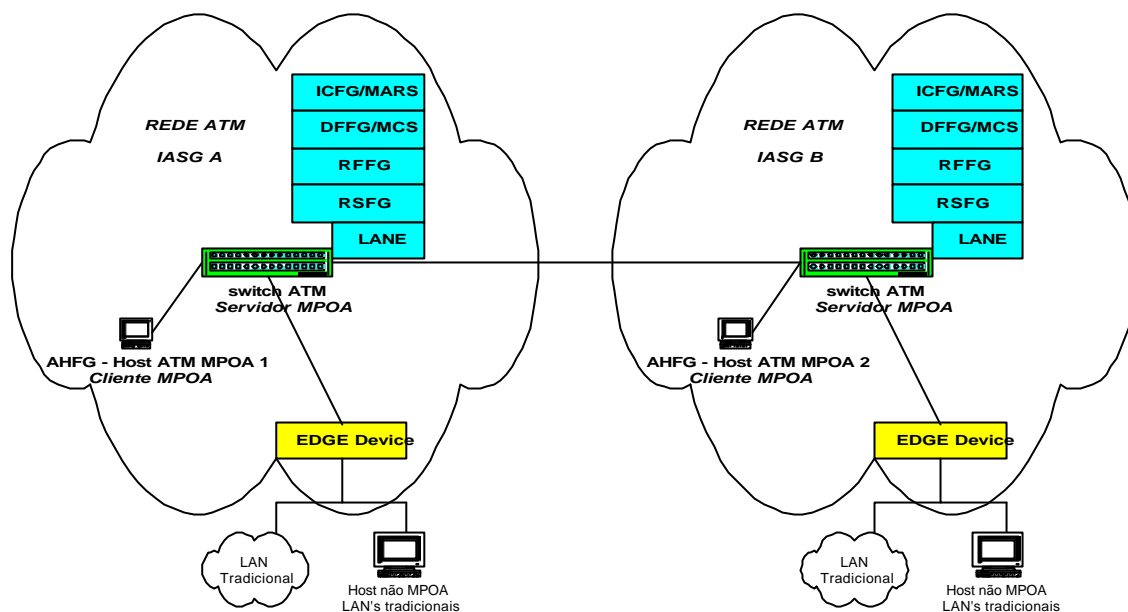 REDE ATM
IASG A
ICFG/MARS
DFFG/MCS
RFFG
RSFG
LANE
switch ATM
Servidor MPOA
AHFG - Host ATM MPOA 1
Cliente MPOA
EDGE Device
LAN
Tradicional
Host não MPOA
LAN's tradicionais
REDE ATM
IASG B
ICFG/MARS
DFFG/MCS
RFFG
RSFG
LANE
switch ATM
Servidor MPOA
AHFG - Host ATM MPOA 2
Cliente MPOA
EDGE Device
LAN
Tradicional
Host não MPOA
LAN's tradicionais